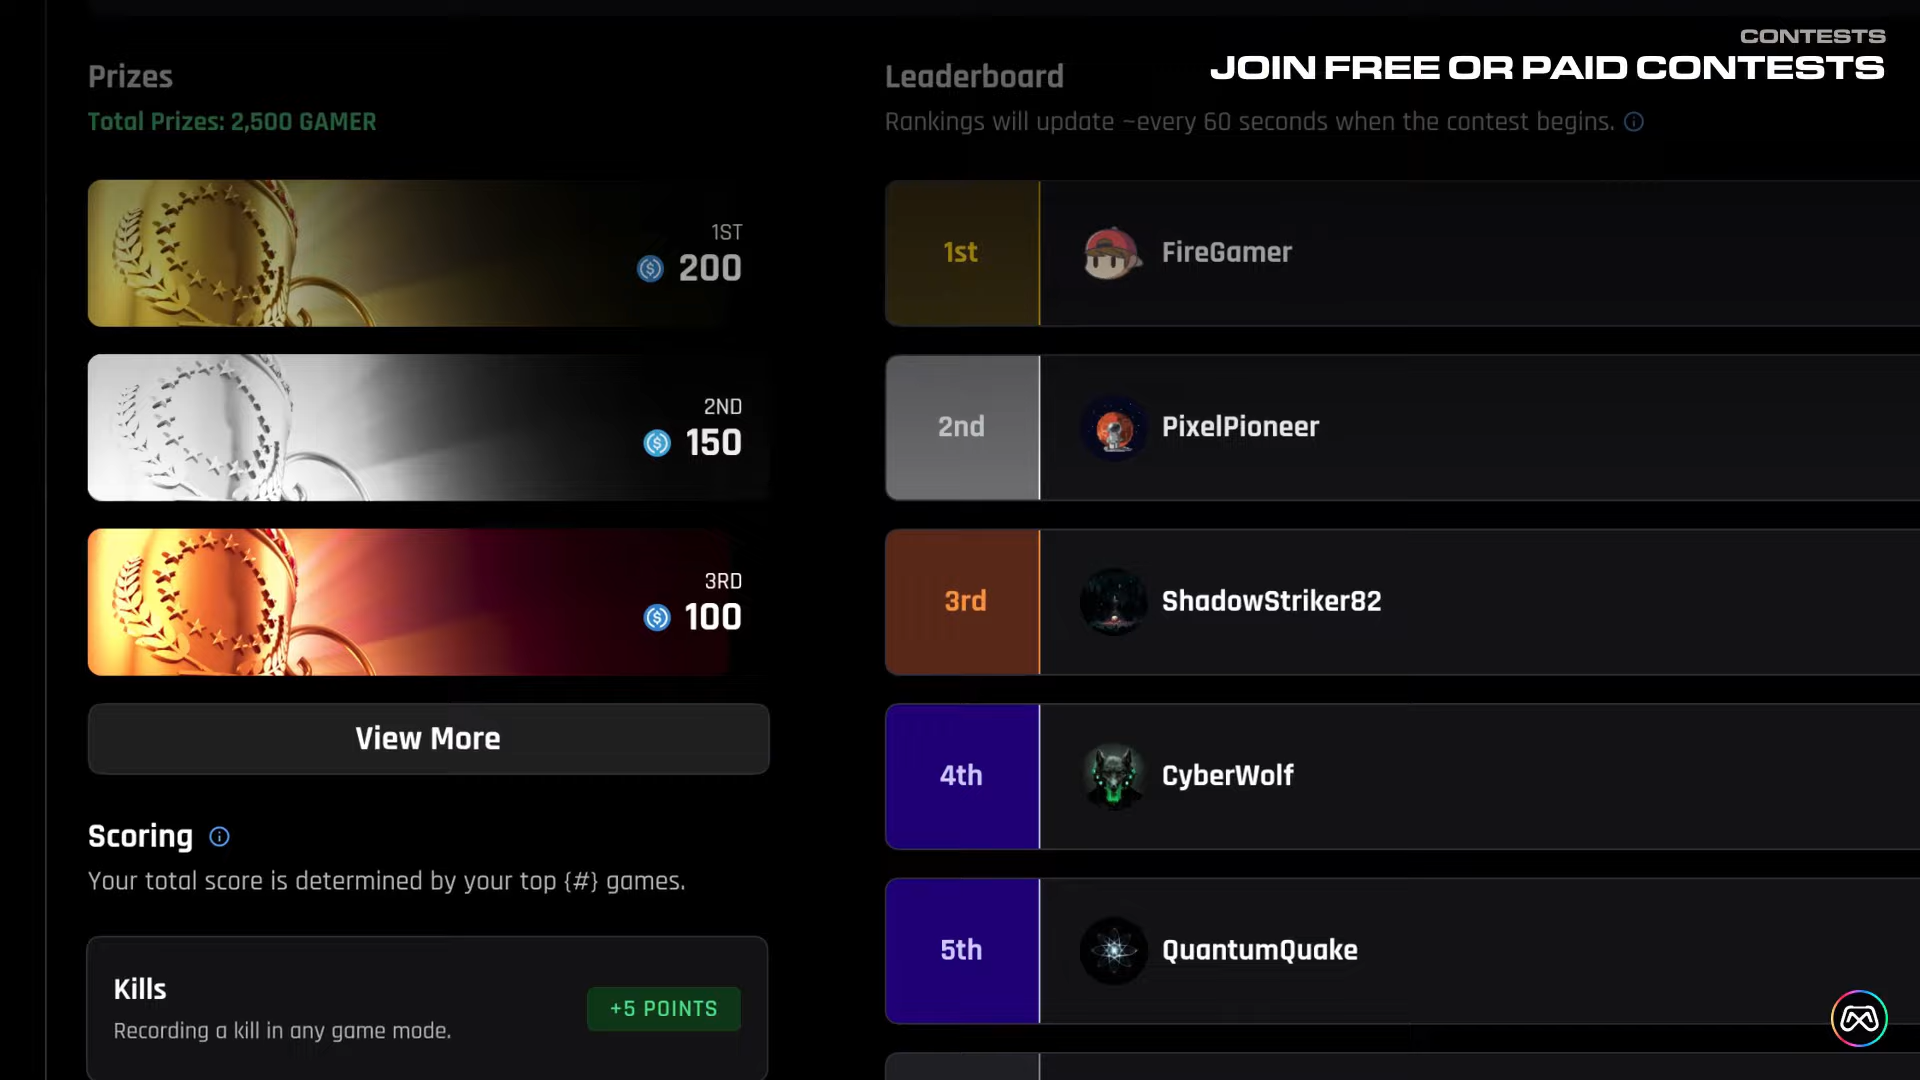 CONTESTS
JOIN FREE OR PAID CONTESTS
Prizes
Total Prizes: 2,500 GAMER
1ST
200
2ND
150
3RD
100
View More
Scoring
Your total score is determined by your top {#} games.
Kills
Recording a kill in any game mode.
+5 POINTS
Leaderboard
Rankings will update ~every 60 seconds when the contest begins.
1st
FireGamer
2nd
PixelPioneer
3rd
ShadowStriker82
4th
CyberWolf
5th
QuantumQuake